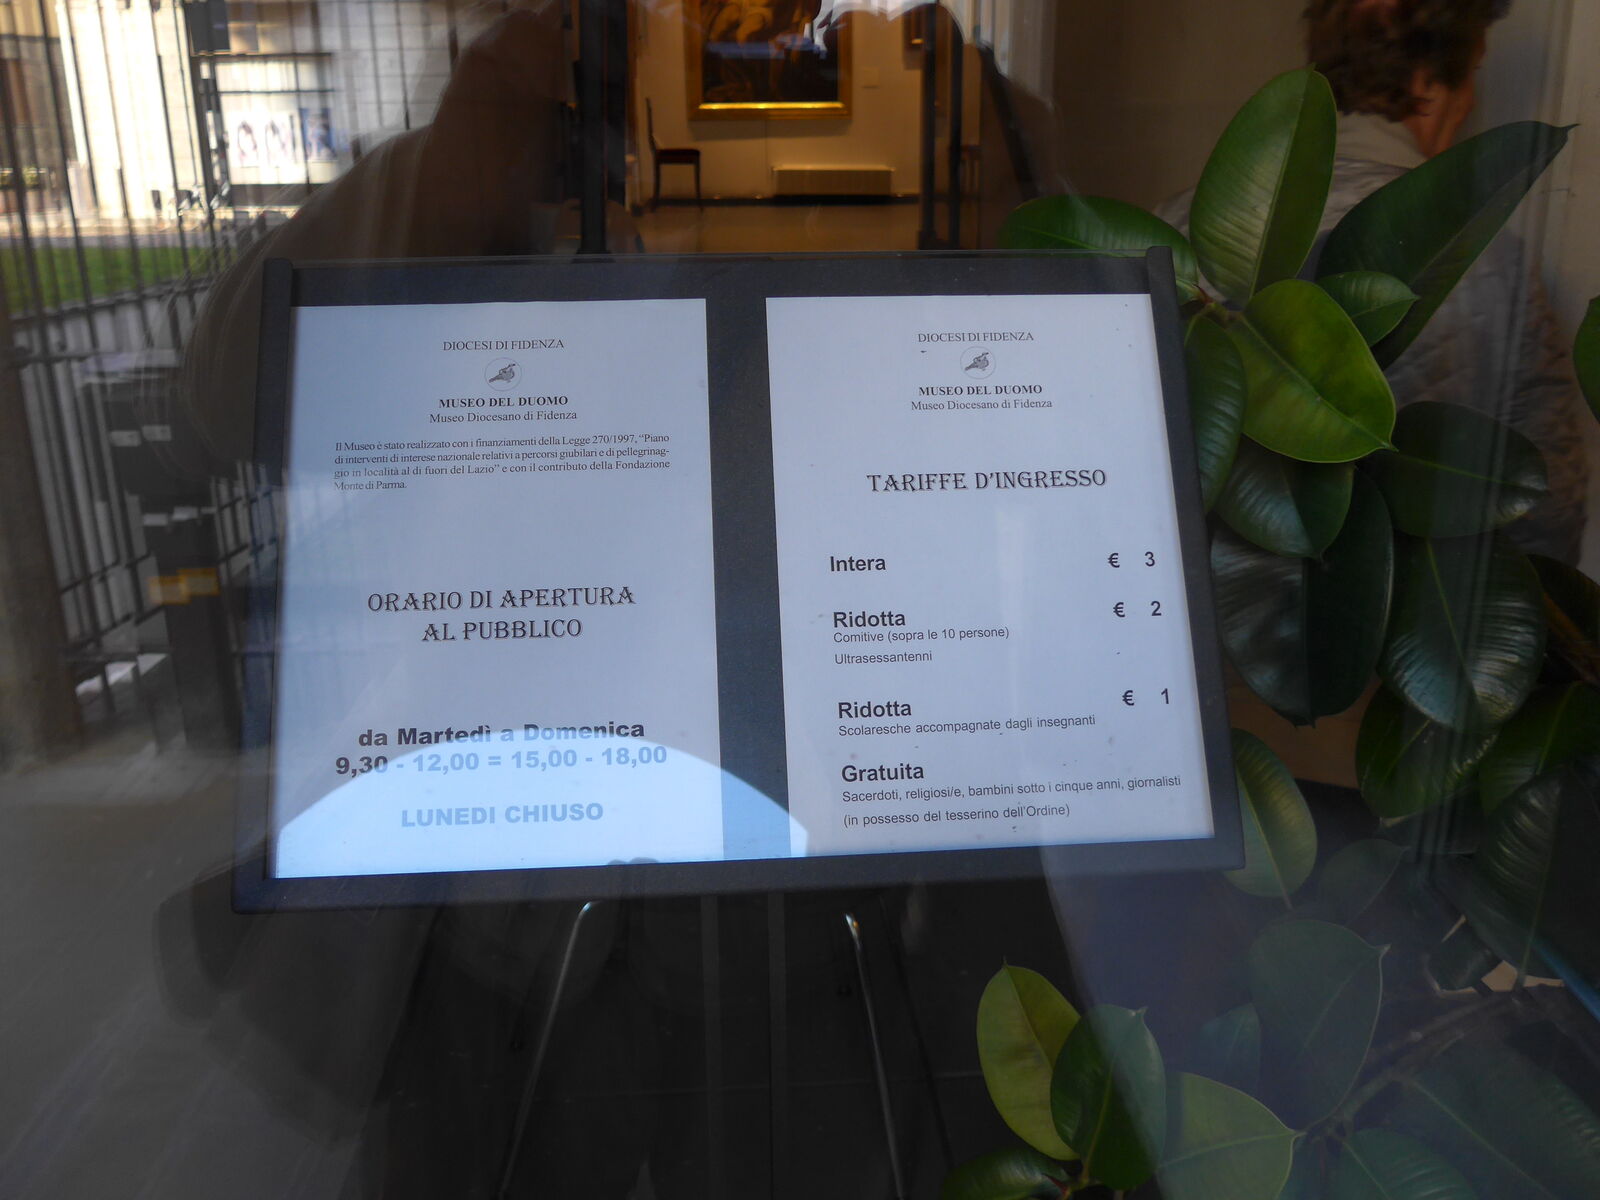 DIOCESI DI FIDENZA
MUSEO DEL DUOMO
Museo Diocesano di Fidenza
Il Museo è stato realizzato con i finanziamenti della Legge 270/1997, "Piano
di interventi di interese nazionale relativi a percorsi giubilari e di pellegrinag-
gio in località al di fuori del Lazio" e con il contributo della Fondazione
Monte di Parma.
ORARIO DI APERTURA
AL PUBBLICO
da Martedì a Domenica
9,30 - 12,00 = 15,00 - 18,00
LUNEDI CHIUSO
DIOCESI DI FIDENZA
MUSEO DEL DUOMO
Museo Diocesano di Fidenza
TARIFFE D'INGRESSO
Intera € 3
Ridotta € 2
Comitive (sopra le 10 persone)
Ultrasessantenni
Ridotta € 1
Scolaresche accompagnate dagli insegnanti
Gratuita
Sacerdoti, religiosi/e, bambini sotto i cinque anni, giornalisti
(in possesso del tesserino dell'Ordine)